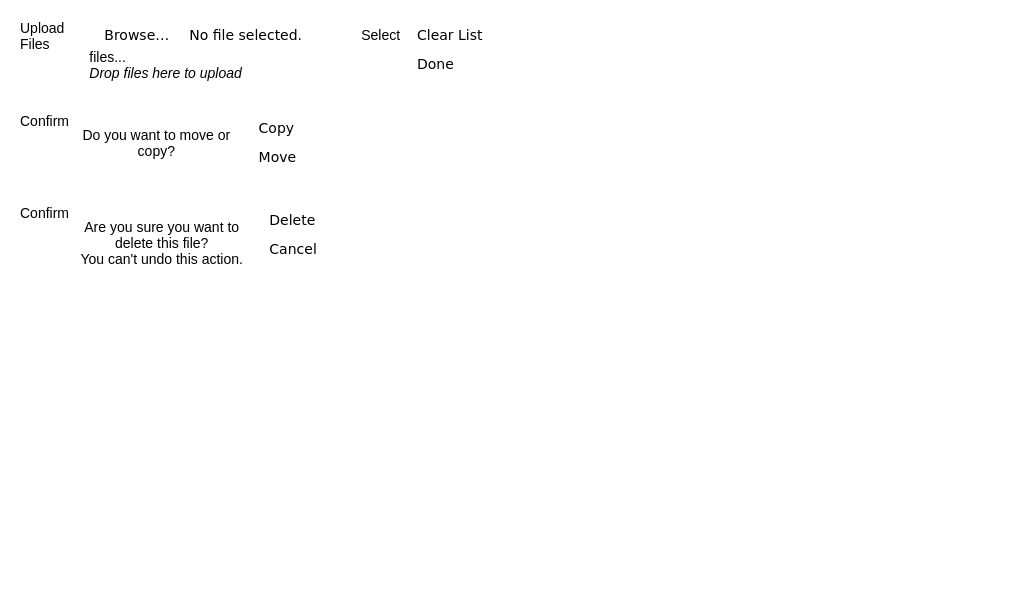 Upload
Files
Browse... No file selected. Select
files...
Drop files here to upload
Clear List
Done
Confirm
Do you want to move or
copy?
Copy
Move
Confirm
Are you sure you want to
delete this file?
You can't undo this action.
Delete
Cancel